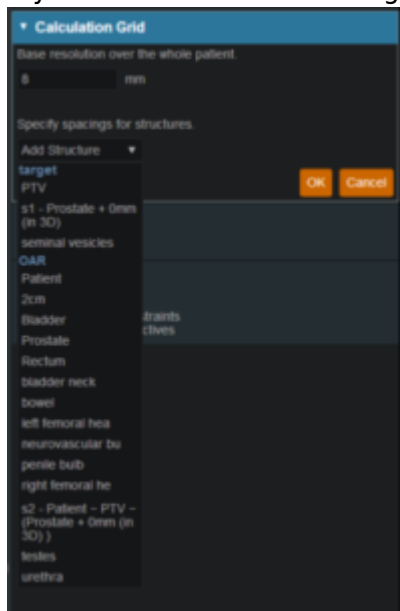 ▾ Calculation Grid
Base resolution over the whole patient.
8 mm
Specify spacings for structures.
Add Structure ▾
target
PTV
OK Cancel
s1 - Prostate + 0mm
(in 3D)
seminal vesicles
OAR
Patient
2cm
Bladder
straints
Prostate
ctives
Rectum
bladder neck
bowel
left femoral hea
neurovascular bu
penile bulb
right femoral he
s2 - Patient − PTV −
(Prostate + 0mm (in
3D) )
testes
urethra